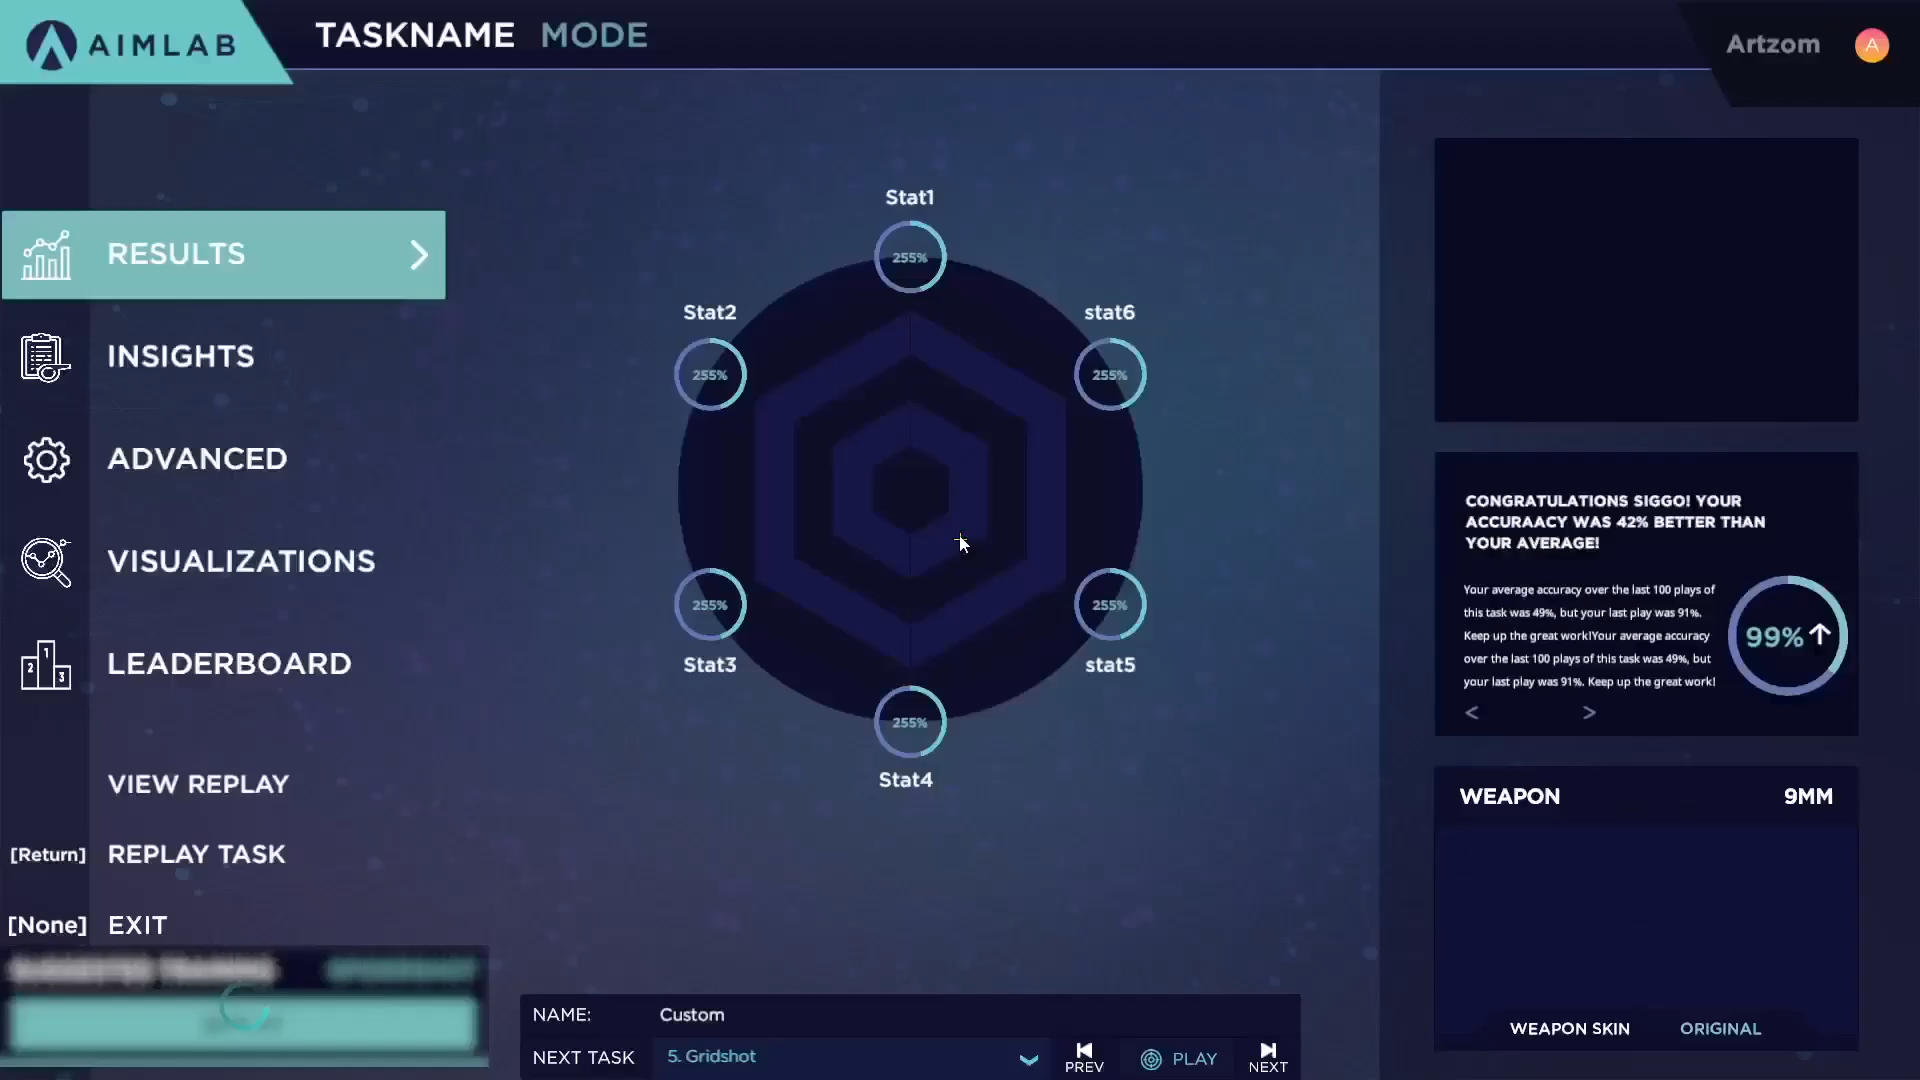 AIMLAB
TASKNAME MODE
Artzom
A
RESULTS
INSIGHTS
ADVANCED
VISUALIZATIONS
1
2
3
LEADERBOARD
VIEW REPLAY
[Return] REPLAY TASK
[None] EXIT
Stat1
255%
Stat2
255%
stat6
255%
255%
Stat3
255%
stat5
255%
Stat4
CONGRATULATIONS SIGGO! YOUR
ACCURAACY WAS 42% BETTER THAN
YOUR AVERAGE!
Your average accuracy over the last 100 plays of
this task was 49%, but your last play was 91%.
Keep up the great work!Your average accuracy
over the last 100 plays of this task was 49%, but
your last play was 91%. Keep up the great work!
99%
< >
WEAPON 9MM
WEAPON SKIN ORIGINAL
NAME: Custom
NEXT TASK 5. Gridshot
PREV
PLAY
NEXT